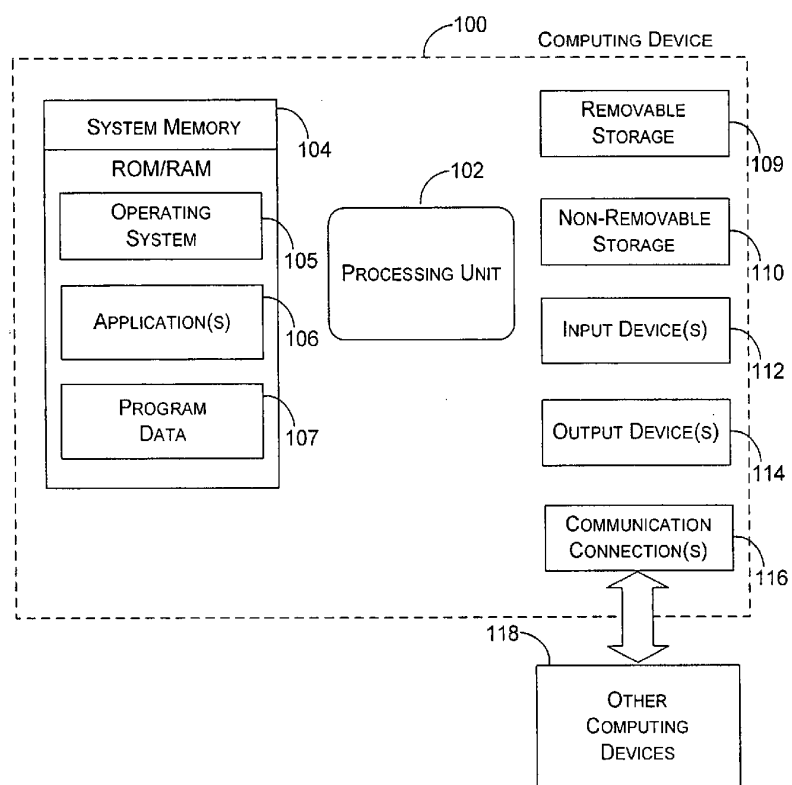 100
COMPUTING DEVICE
SYSTEM MEMORY
104
ROM/RAM
OPERATING
SYSTEM
105
APPLICATION(S)
106
PROGRAM
DATA
107
102
PROCESSING UNIT
REMOVABLE
STORAGE
109
NON-REMOVABLE
STORAGE
110
INPUT DEVICE(S)
112
OUTPUT DEVICE(S)
114
COMMUNICATION
CONNECTION(S)
116
118
OTHER
COMPUTING
DEVICES